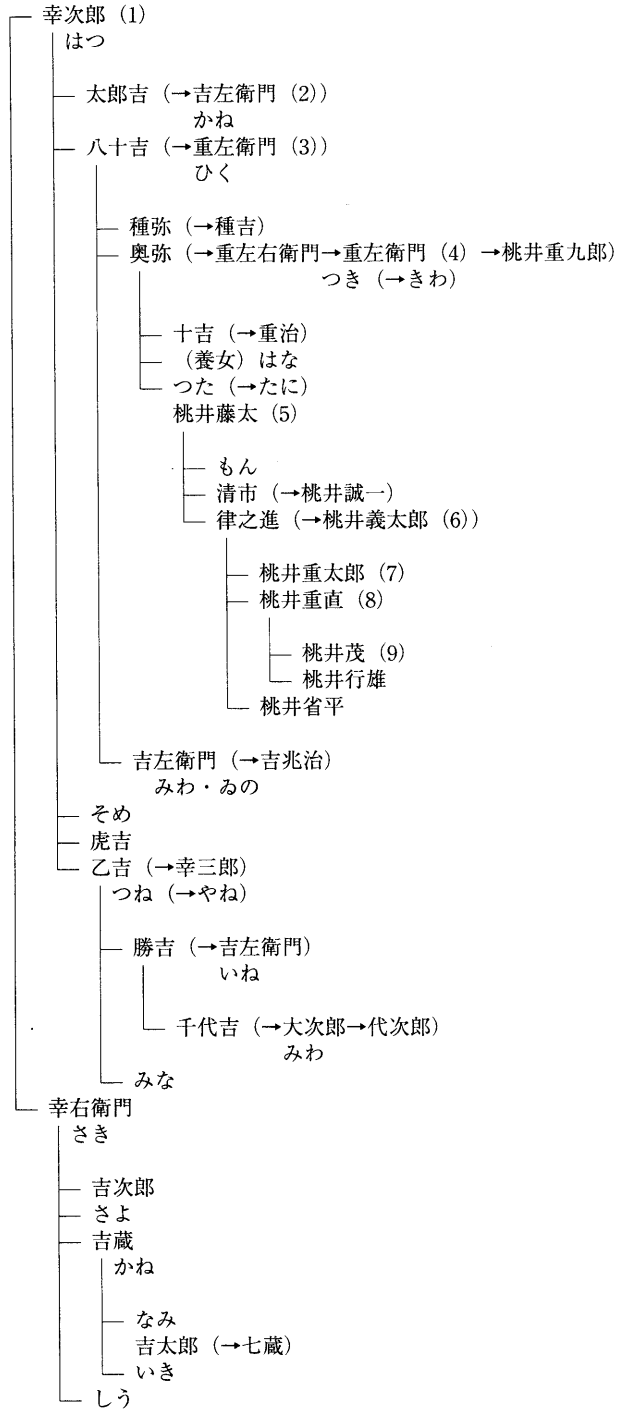 幸次郎（1）
はつ
太郎吉（→吉左衛門（2））
かね
八十吉（→重左衛門（3））
ひく
種弥（→種吉）
奥弥（→重左右衛門→重左衛門（4）→桃井重九郎）
つき（→きわ）
十吉（→重治）
（養女）はな
つた（→たに）
桃井藤太（5）
もん
清市（→桃井誠一）
律之進（→桃井義太郎（6））
桃井重太郎（7）
桃井重直（8）
桃井茂（9）
桃井行雄
桃井省平
吉左衛門（→吉兆治）
みわ・ゐの
そめ
虎吉
乙吉（→幸三郎）
つね（→やね）
勝吉（→吉左衛門）
いね
千代吉（→大次郎→代次郎）
みわ
みな
幸右衛門
さき
吉次郎
さよ
吉蔵
かね
なみ
吉太郎（→七蔵）
いき
しう